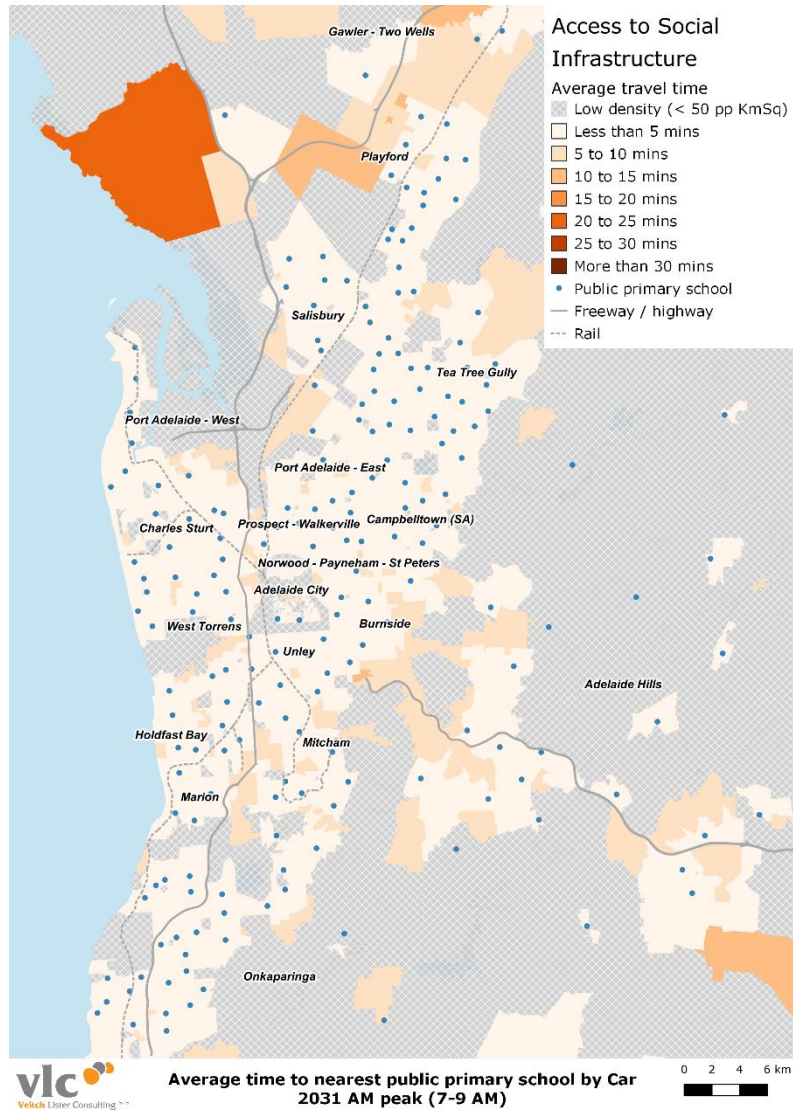 Access to Social
Infrastructure
Average travel time
Low density (< 50 pp KmSq)
Less than 5 mins
5 to 10 mins
10 to 15 mins
15 to 20 mins
20 to 25 mins
25 to 30 mins
More than 30 mins
Public primary school
Freeway / highway
Rail
Gawler - Two Wells
Playford
Salisbury
Tea Tree Gully
Port Adelaide - West
Port Adelaide - East
Charles Sturt
Prospect - Walkerville
Campbelltown (SA)
Norwood - Payneham - St Peters
Adelaide City
West Torrens
Burnside
Unley
Adelaide Hills
Holdfast Bay
Mitcham
Marion
Onkaparinga
vlc
Veitch Lister Consulting
Average time to nearest public primary school by Car
2031 AM peak (7-9 AM)
0 2 4 6 km